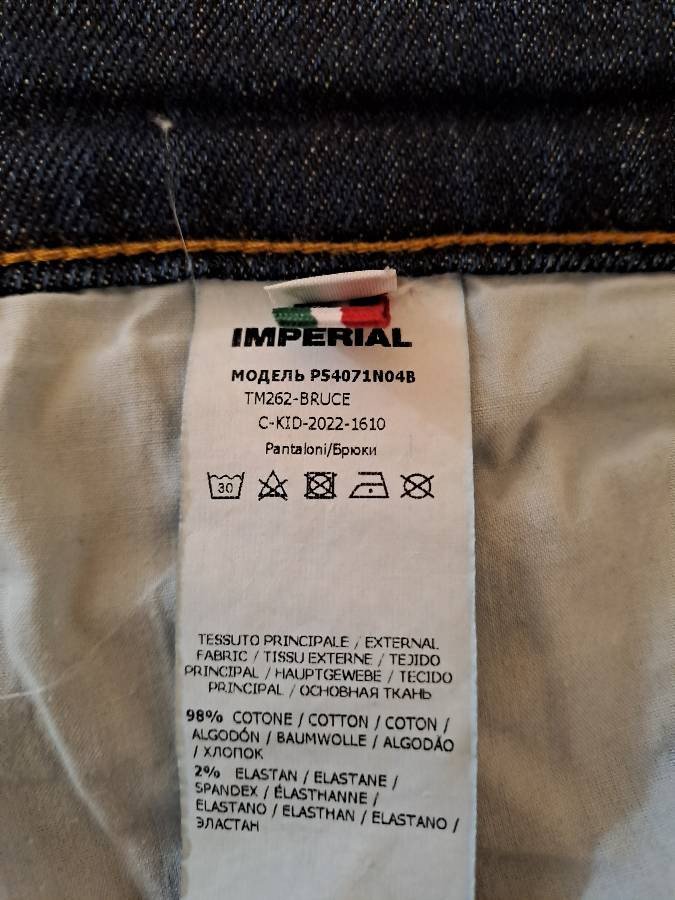 IMPERIAL
МОДЕЛЬ P54071N04B
TM262-BRUCE
C-KID-2022-1610
Pantaloni/Брюки
30
TESSUTO PRINCIPALE / EXTERNAL
FABRIC / TISSU EXTERNE / TEJIDO
PRINCIPAL / HAUPTGEWEBE / TECIDO
PRINCIPAL / ОСНОВНАЯ ТКАНЬ
98% COTONE / COTTON / COTON /
ALGODÓN / BAUMWOLLE / ALGODÃO
/ ХЛОПОК
2% ELASTAN / ELASTANE /
SPANDEX / ÉLASTHANNE /
ELASTANO / ELASTHAN / ELASTANO /
ЭЛАСТАН